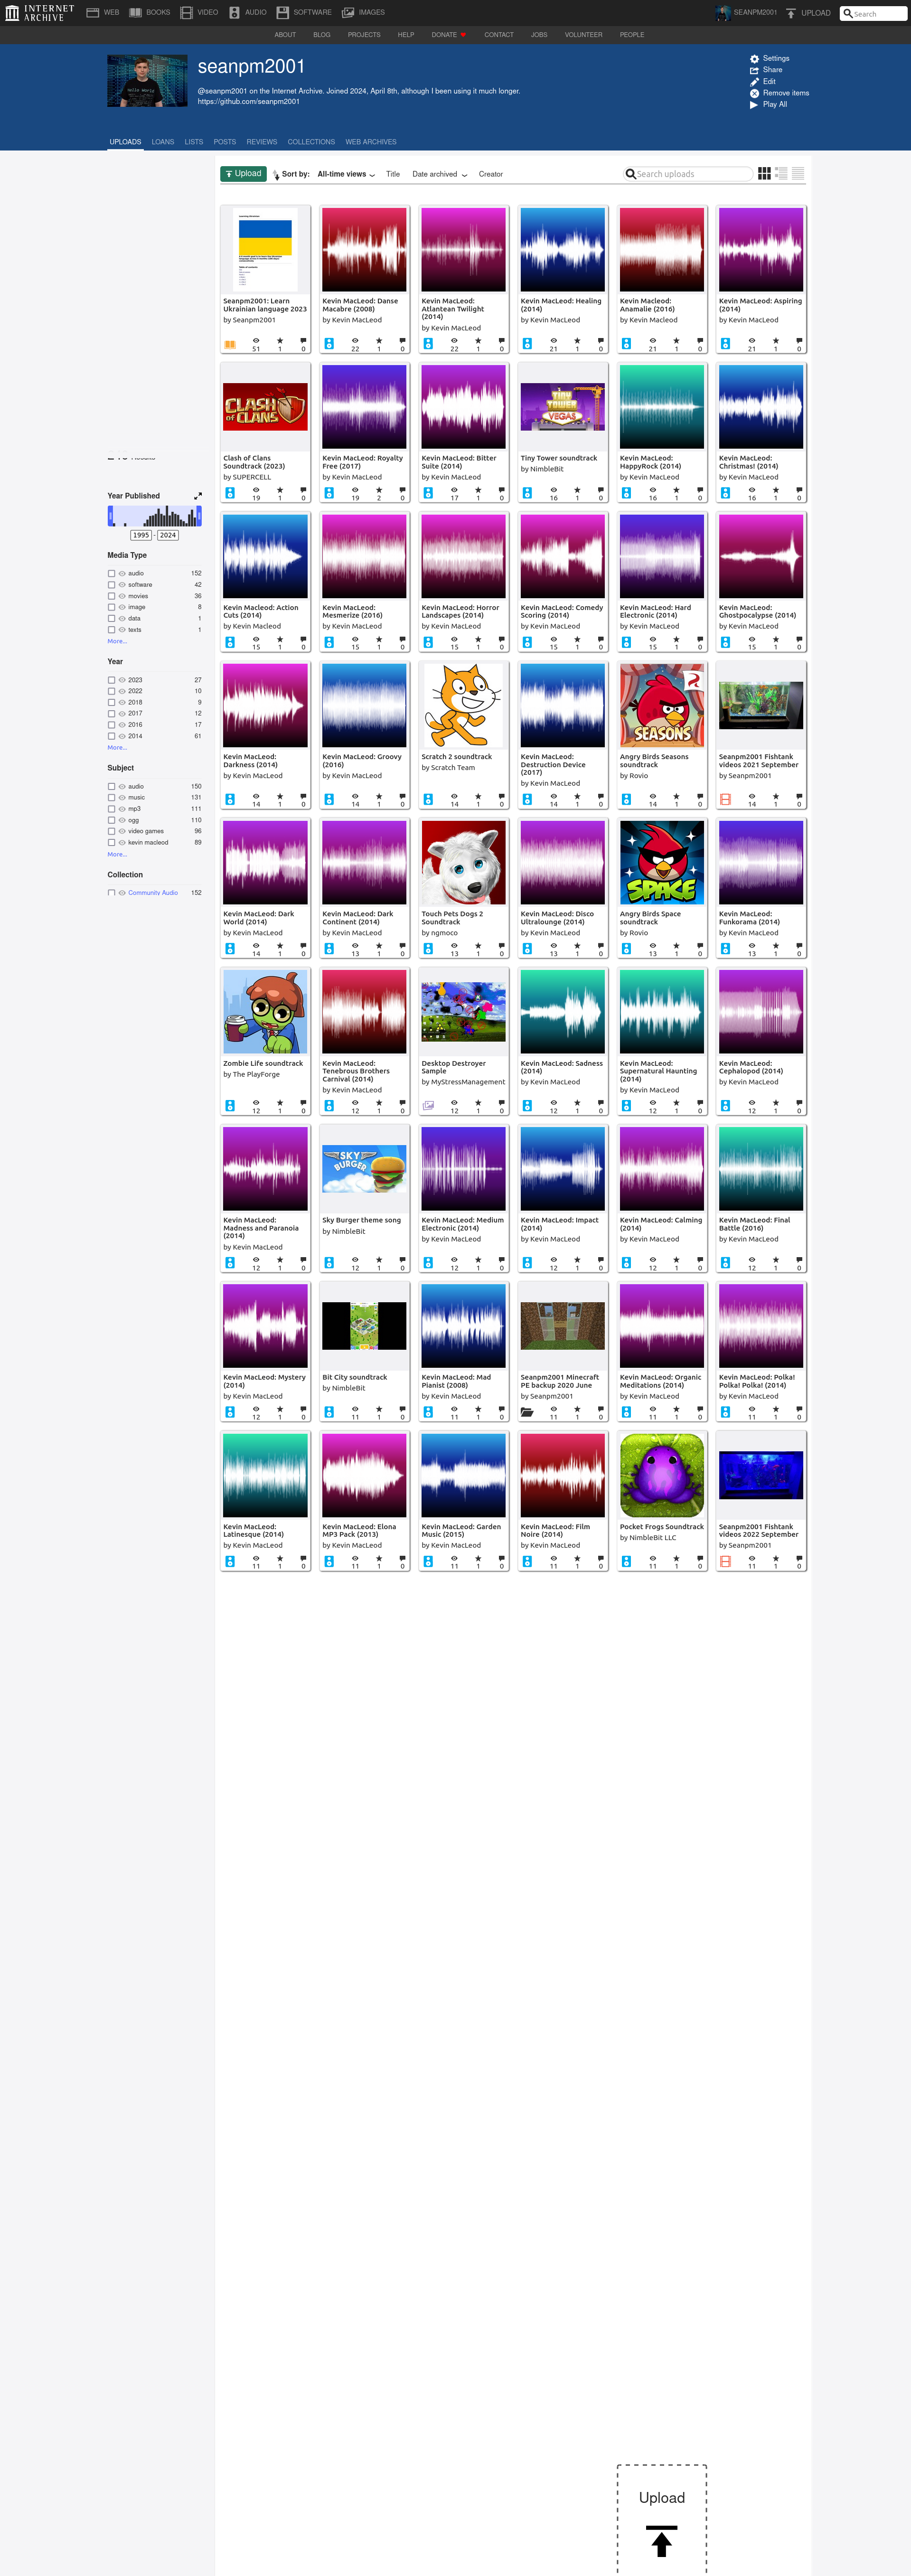 INTERNET ARCHIVE
WEB BOOKS VIDEO AUDIO SOFTWARE IMAGES SEANPM2001 UPLOAD Search
ABOUT BLOG PROJECTS HELP DONATE CONTACT JOBS VOLUNTEER PEOPLE
seanpm2001
@seanpm2001 on the Internet Archive. Joined 2024, April 8th, although I been using it much longer.
https://github.com/seanpm2001
Settings
Share
Edit
Remove items
Play All
UPLOADS LOANS LISTS POSTS REVIEWS COLLECTIONS WEB ARCHIVES
Upload Sort by: All-time views Title Date archived Creator Search uploads
Year Published
1995 - 2024
Media Type
audio 152
software 42
movies 36
image 8
data 1
texts 1
More...
Year
2023 27
2022 10
2018 9
2017 12
2016 17
2014 61
More...
Subject
audio 150
music 131
mp3 111
ogg 110
video games 96
kevin macleod 89
More...
Collection
Community Audio 152
Seanpm2001: Learn Ukrainian language 2023
by Seanpm2001
51 1 0
Kevin MacLeod: Danse Macabre (2008)
by Kevin MacLeod
22 1 0
Kevin MacLeod: Atlantean Twilight (2014)
by Kevin MacLeod
22 1 0
Kevin MacLeod: Healing (2014)
by Kevin MacLeod
21 1 0
Kevin Macleod: Anamalie (2016)
by Kevin Macleod
21 1 0
Kevin MacLeod: Aspiring (2014)
by Kevin MacLeod
21 1 0
CLASH OF CLANS
Clash of Clans Soundtrack (2023)
by SUPERCELL
19 1 0
Kevin MacLeod: Royalty Free (2017)
by Kevin MacLeod
19 2 0
Kevin MacLeod: Bitter Suite (2014)
by Kevin MacLeod
17 1 0
tiny TOWER VEGAS
Tiny Tower soundtrack
by NimbleBit
16 1 0
Kevin MacLeod: HappyRock (2014)
by Kevin MacLeod
16 1 0
Kevin MacLeod: Christmas! (2014)
by Kevin MacLeod
16 1 0
Kevin Macleod: Action Cuts (2014)
by Kevin Macleod
15 1 0
Kevin MacLeod: Mesmerize (2016)
by Kevin MacLeod
15 1 0
Kevin MacLeod: Horror Landscapes (2014)
by Kevin MacLeod
15 1 0
Kevin MacLeod: Comedy Scoring (2014)
by Kevin MacLeod
15 1 0
Kevin MacLeod: Hard Electronic (2014)
by Kevin MacLeod
15 1 0
Kevin MacLeod: Ghostpocalypse (2014)
by Kevin MacLeod
15 1 0
Kevin MacLeod: Darkness (2014)
by Kevin MacLeod
14 1 0
Kevin MacLeod: Groovy (2016)
by Kevin MacLeod
14 1 0
Scratch 2 soundtrack
by Scratch Team
14 1 0
Kevin MacLeod: Destruction Device (2017)
by Kevin MacLeod
14 1 0
SEASONS
Angry Birds Seasons soundtrack
by Rovio
14 1 0
Seanpm2001 Fishtank videos 2021 September
by Seanpm2001
14 1 0
Kevin MacLeod: Dark World (2014)
by Kevin MacLeod
14 1 0
Kevin MacLeod: Dark Continent (2014)
by Kevin MacLeod
13 1 0
Touch Pets Dogs 2 Soundtrack
by ngmoco
13 1 0
Kevin MacLeod: Disco Ultralounge (2014)
by Kevin MacLeod
13 1 0
SPACE
Angry Birds Space soundtrack
by Rovio
13 1 0
Kevin MacLeod: Funkorama (2014)
by Kevin MacLeod
13 1 0
Zombie Life soundtrack
by The PlayForge
12 1 0
Kevin MacLeod: Tenebrous Brothers Carnival (2014)
by Kevin MacLeod
12 1 0
Desktop Destroyer Sample
by MyStressManagement
12 1 0
Kevin MacLeod: Sadness (2014)
by Kevin MacLeod
12 1 0
Kevin MacLeod: Supernatural Haunting (2014)
by Kevin MacLeod
12 1 0
Kevin MacLeod: Cephalopod (2014)
by Kevin MacLeod
12 1 0
Kevin MacLeod: Madness and Paranoia (2014)
by Kevin MacLeod
12 1 0
SKY BURGER
Sky Burger theme song
by NimbleBit
12 1 0
Kevin MacLeod: Medium Electronic (2014)
by Kevin MacLeod
12 1 0
Kevin MacLeod: Impact (2014)
by Kevin MacLeod
12 1 0
Kevin MacLeod: Calming (2014)
by Kevin MacLeod
12 1 0
Kevin MacLeod: Final Battle (2016)
by Kevin MacLeod
12 1 0
Kevin MacLeod: Mystery (2014)
by Kevin MacLeod
12 1 0
Bit City soundtrack
by NimbleBit
11 1 0
Kevin MacLeod: Mad Pianist (2008)
by Kevin MacLeod
11 1 0
Seanpm2001 Minecraft PE backup 2020 June
by Seanpm2001
11 1 0
Kevin MacLeod: Organic Meditations (2014)
by Kevin MacLeod
11 1 0
Kevin MacLeod: Polka! Polka! Polka! (2014)
by Kevin MacLeod
11 1 0
Kevin MacLeod: Latinesque (2014)
by Kevin MacLeod
11 1 0
Kevin MacLeod: Elona MP3 Pack (2013)
by Kevin MacLeod
11 1 0
Kevin MacLeod: Garden Music (2015)
by Kevin MacLeod
11 1 0
Kevin MacLeod: Film Noire (2014)
by Kevin MacLeod
11 1 0
Pocket Frogs Soundtrack
by NimbleBit LLC
11 1 0
Seanpm2001 Fishtank videos 2022 September
by Seanpm2001
11 1 0
Upload